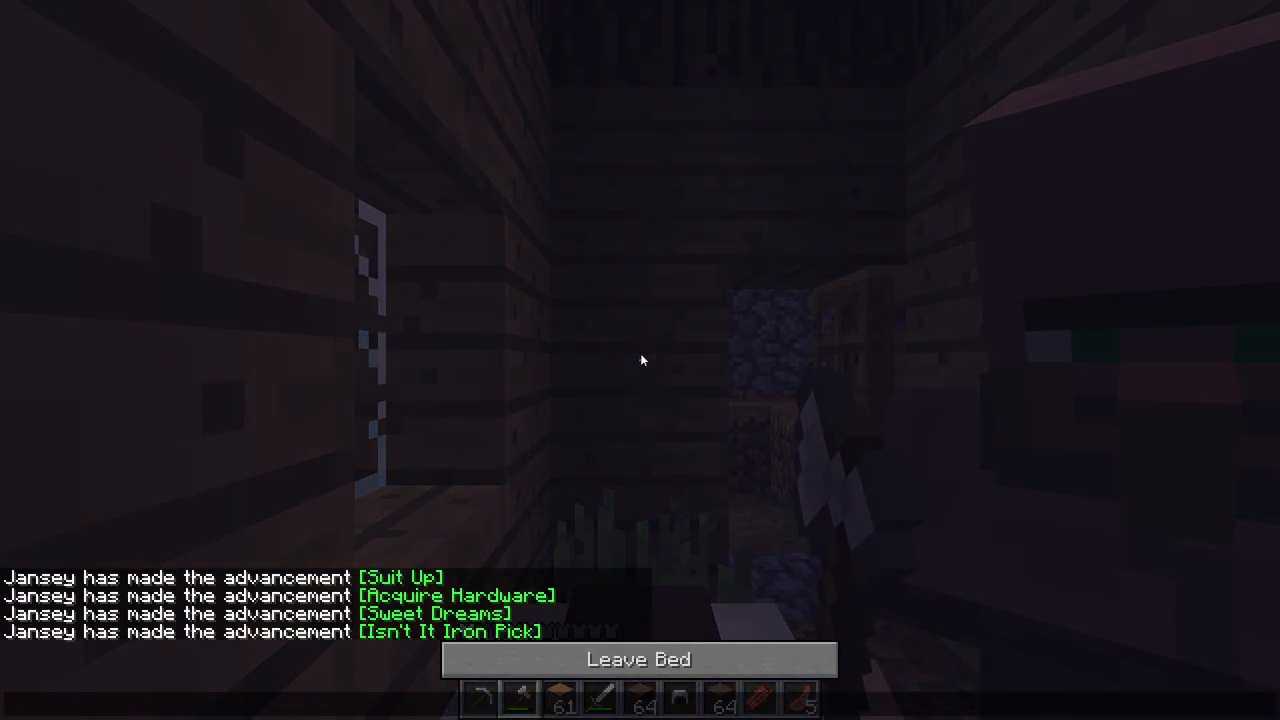 Jansey has made the advancement [Suit Up]
Jansey has made the advancement [Acquire Hardware]
Jansey has made the advancement [Sweet Dreams]
Jansey has made the advancement [Isn't It Iron Pick]
Leave Bed
61 64 64 5